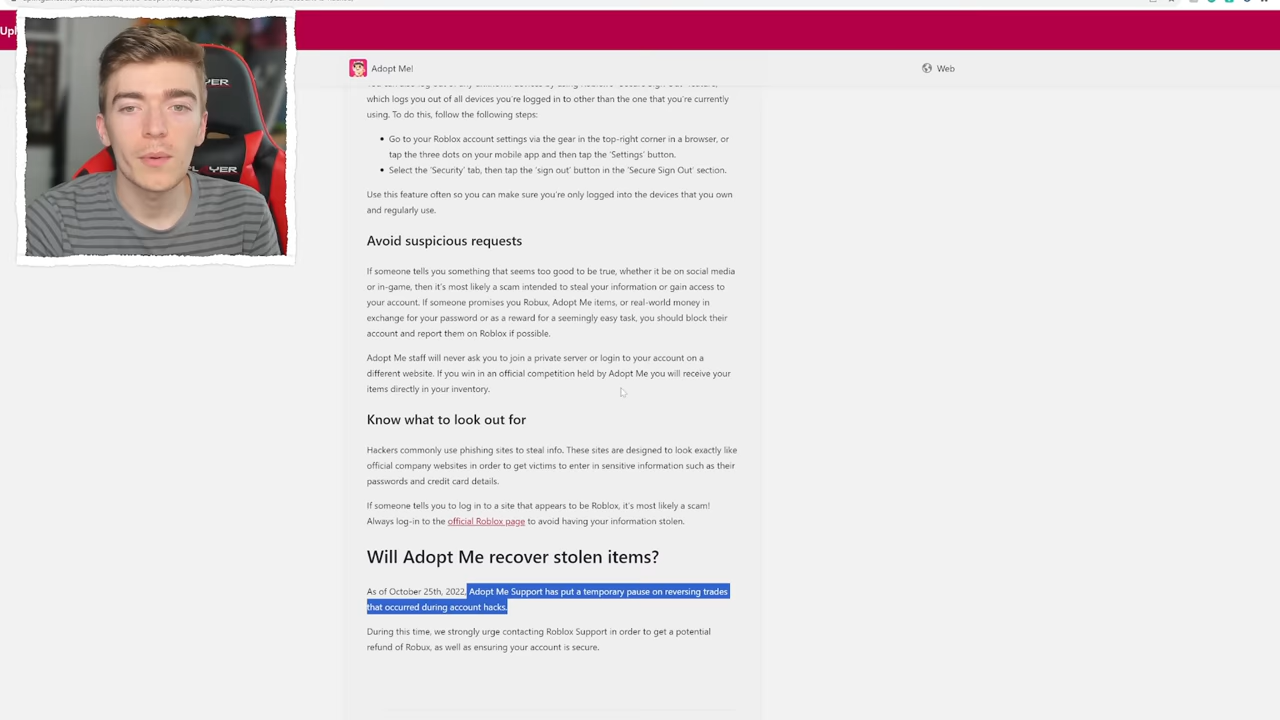 Upl
Adopt Me!
Web
which logs you out of all devices you're logged in to other than the one that you're currently
using. To do this, follow the following steps:
Go to your Roblox account settings via the gear in the top-right corner in a browser, or
tap the three dots on your mobile app and then tap the 'Settings' button.
Select the 'Security' tab, then tap the 'sign out' button in the 'Secure Sign Out' section.
Use this feature often so you can make sure you're only logged into the devices that you own
and regularly use.
Avoid suspicious requests
If someone tells you something that seems too good to be true, whether it be on social media
or in-game, then it's most likely a scam intended to steal your information or gain access to
your account. If someone promises you Robux, Adopt Me items, or real-world money in
exchange for your password or as a reward for a seemingly easy task, you should block their
account and report them on Roblox if possible.
Adopt Me staff will never ask you to join a private server or login to your account on a
different website. If you win in an official competition held by Adopt Me you will receive your
items directly in your inventory.
Know what to look out for
Hackers commonly use phishing sites to steal info. These sites are designed to look exactly like
official company websites in order to get victims to enter in sensitive information such as their
passwords and credit card details.
If someone tells you to log in to a site that appears to be Roblox, it's most likely a scam!
Always log-in to the official Roblox page to avoid having your information stolen.
Will Adopt Me recover stolen items?
As of October 25th, 2022, Adopt Me Support has put a temporary pause on reversing trades
that occurred during account hacks.
During this time, we strongly urge contacting Roblox Support in order to get a potential
refund of Robux, as well as ensuring your account is secure.